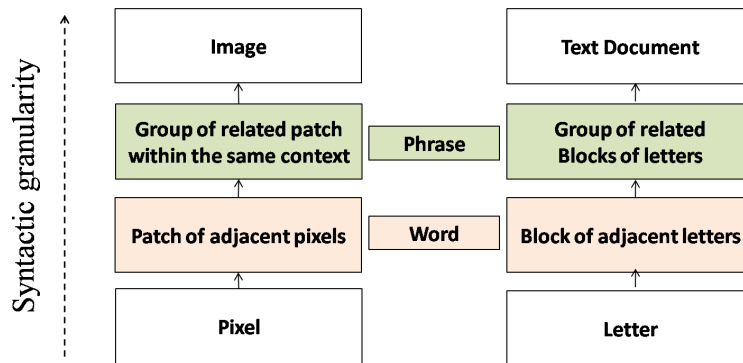 Syntactic granularity
Image
Text Document
Group of related patch
within the same context
Phrase
Group of related
Blocks of letters
Patch of adjacent pixels
Word
Block of adjacent letters
Pixel
Letter